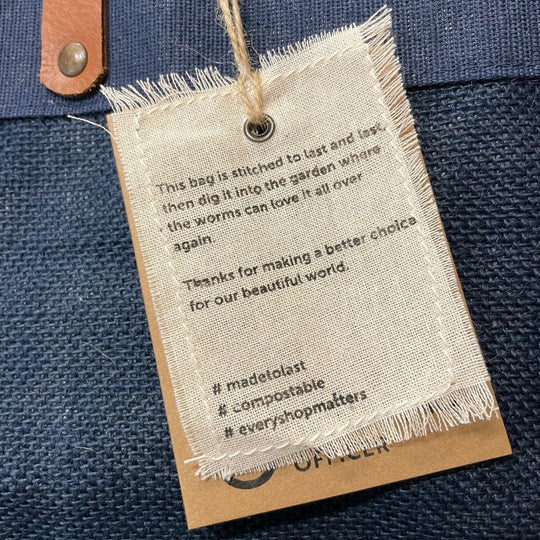 This bag is stitched to last and last,
then dig it into the garden where
the worms can love it all over
again.
Thanks for making a better choice
for our beautiful world.
# madetolast
# compostable
# everyshopmatters
OFFICER